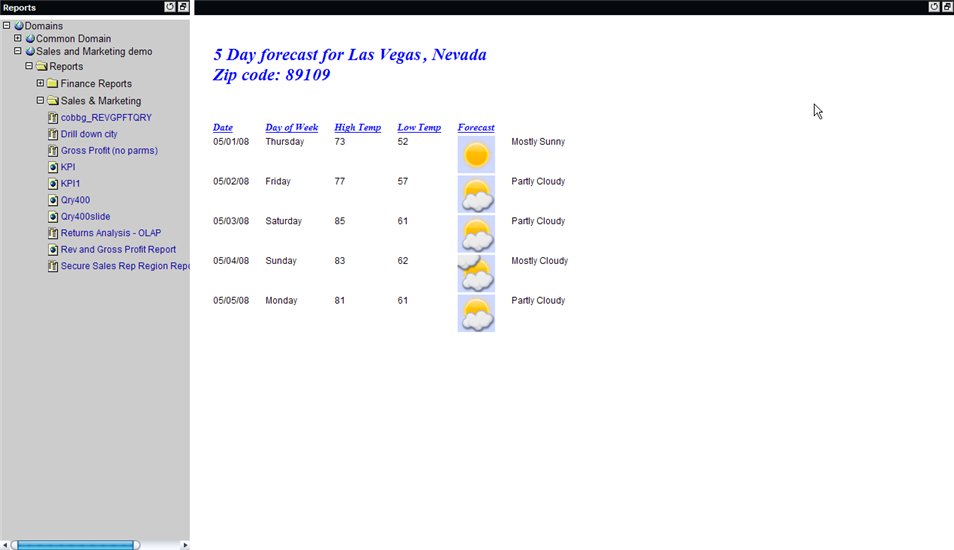 Reports
Domains
Common Domain
Sales and Marketing demo
Reports
Finance Reports
Sales & Marketing
cobbg_REVGPFTQRY
Drill down city
Gross Profit (no parms)
KPI
KPI1
Qry400
Qry400slide
Returns Analysis - OLAP
Rev and Gross Profit Report
Secure Sales Rep Region Repo
5 Day forecast for Las Vegas, Nevada
Zip code: 89109
Date Day of Week High Temp Low Temp Forecast
05/01/08 Thursday 73 52 Mostly Sunny
05/02/08 Friday 77 57 Partly Cloudy
05/03/08 Saturday 85 61 Partly Cloudy
05/04/08 Sunday 83 62 Mostly Cloudy
05/05/08 Monday 81 61 Partly Cloudy